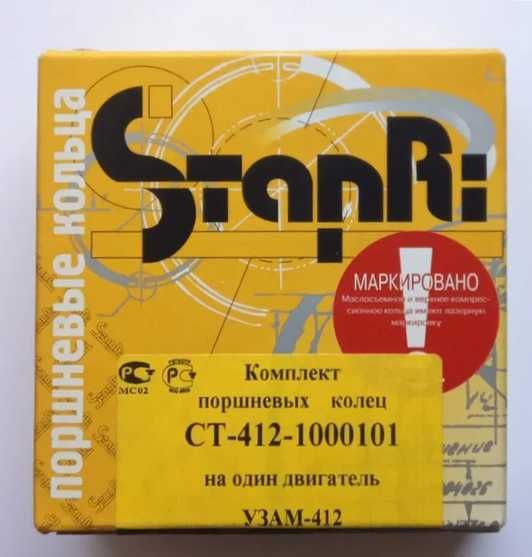 поршневые кольца
StapRi
МАРКИРОВАНО
Маслосъемное и верхнее компрес-
сионное кольца имеют лазерную
маркировку
МС02
Комплект
поршневых колец
СТ-412-1000101
на один двигатель
УЗАМ-412